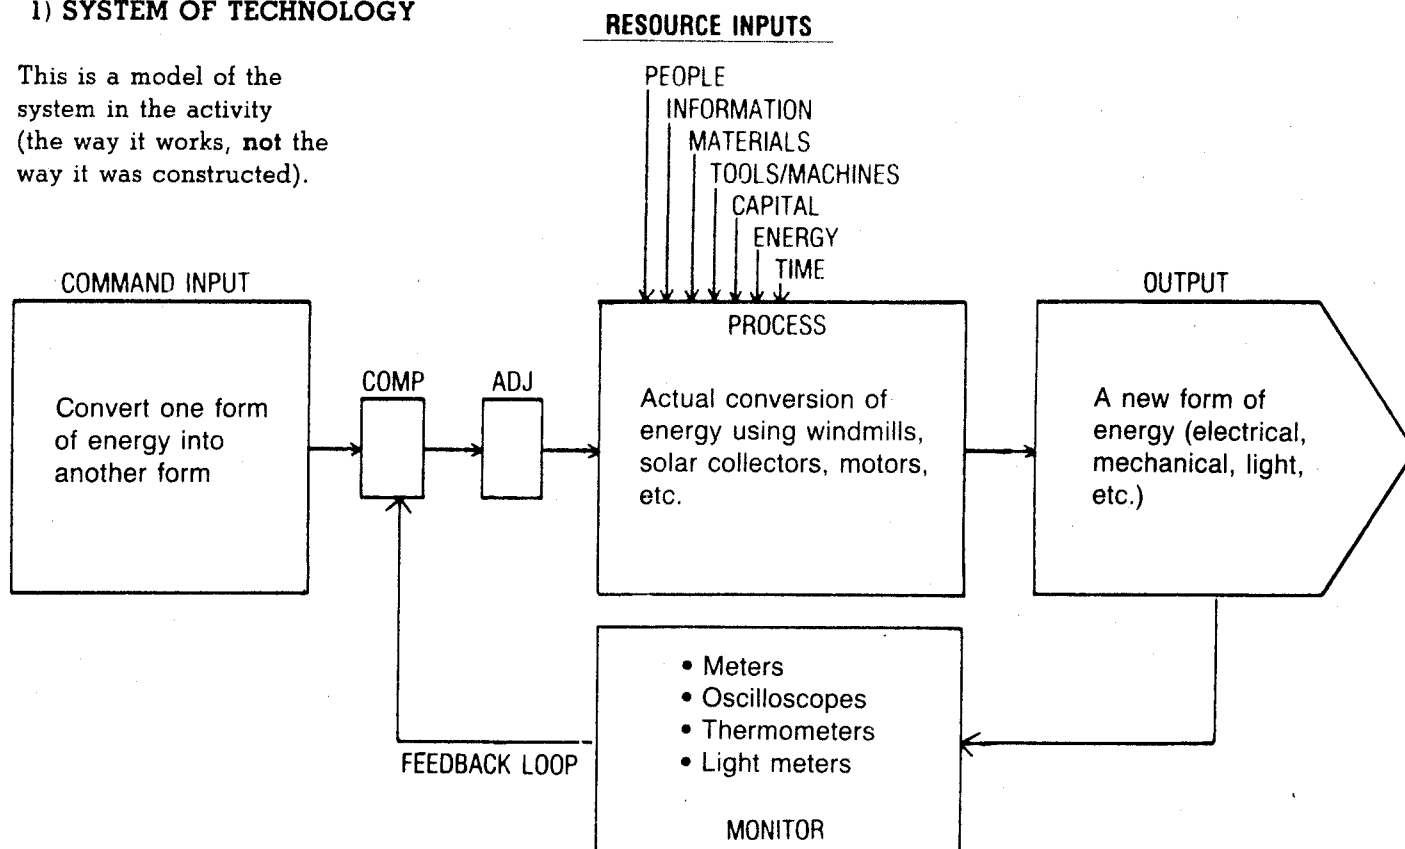 1) SYSTEM OF TECHNOLOGY
This is a model of the
system in the activity
(the way it works, not the
way it was constructed).
RESOURCE INPUTS
PEOPLE
INFORMATION
MATERIALS
TOOLS/MACHINES
CAPITAL
ENERGY
TIME
COMMAND INPUT
Convert one form
of energy into
another form
COMP
ADJ
PROCESS
Actual conversion of
energy using windmills,
solar collectors, motors,
etc.
OUTPUT
A new form of
energy (electrical,
mechanical, light,
etc.)
• Meters
• Oscilloscopes
• Thermometers
• Light meters
MONITOR
FEEDBACK LOOP